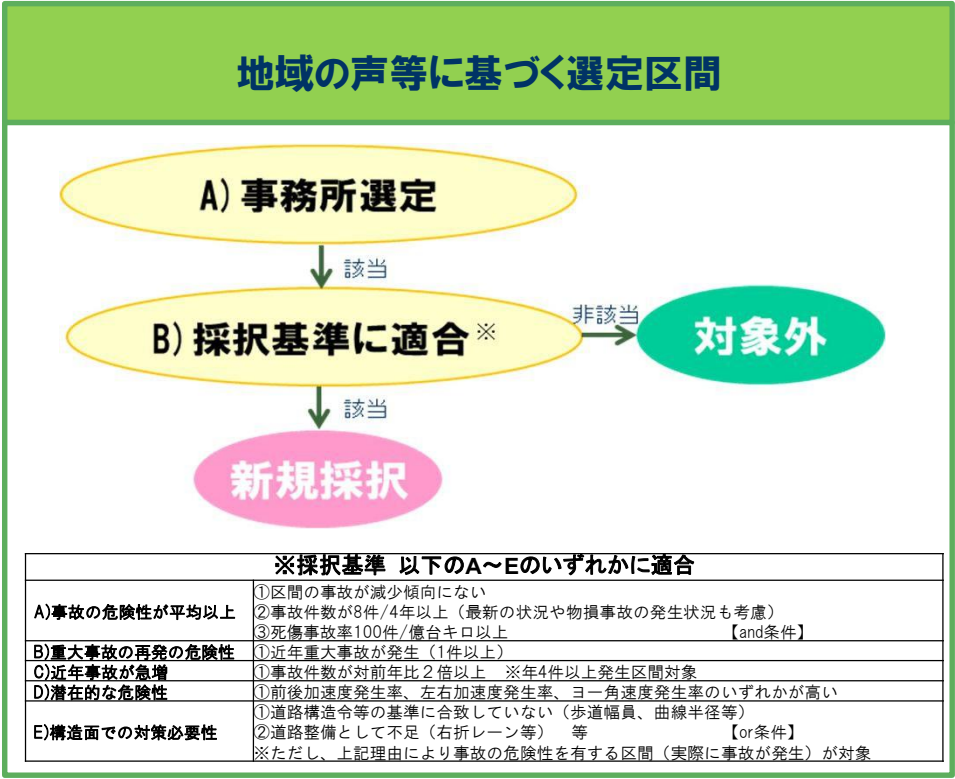 地域の声等に基づく選定区間
A) 事務所選定
該当
B) 採択基準に適合※
非該当
対象外
該当
新規採択
※採択基準 以下のA～Eのいずれかに適合
A)事故の危険性が平均以上
①区間の事故が減少傾向にない
②事故件数が8件/4年以上（最新の状況や物損事故の発生状況も考慮）
③死傷事故率100件/億台キロ以上 【and条件】
B)重大事故の再発の危険性 ①近年重大事故が発生（1件以上）
C)近年事故が急増 ①事故件数が対前年比２倍以上 ※年4件以上発生区間対象
D)潜在的な危険性 ①前後加速度発生率、左右加速度発生率、ヨー角速度発生率のいずれかが高い
E)構造面での対策必要性
①道路構造令等の基準に合致していない（歩道幅員、曲線半径等）
②道路整備として不足（右折レーン等） 等 【or条件】
※ただし、上記理由により事故の危険性を有する区間（実際に事故が発生）が対象